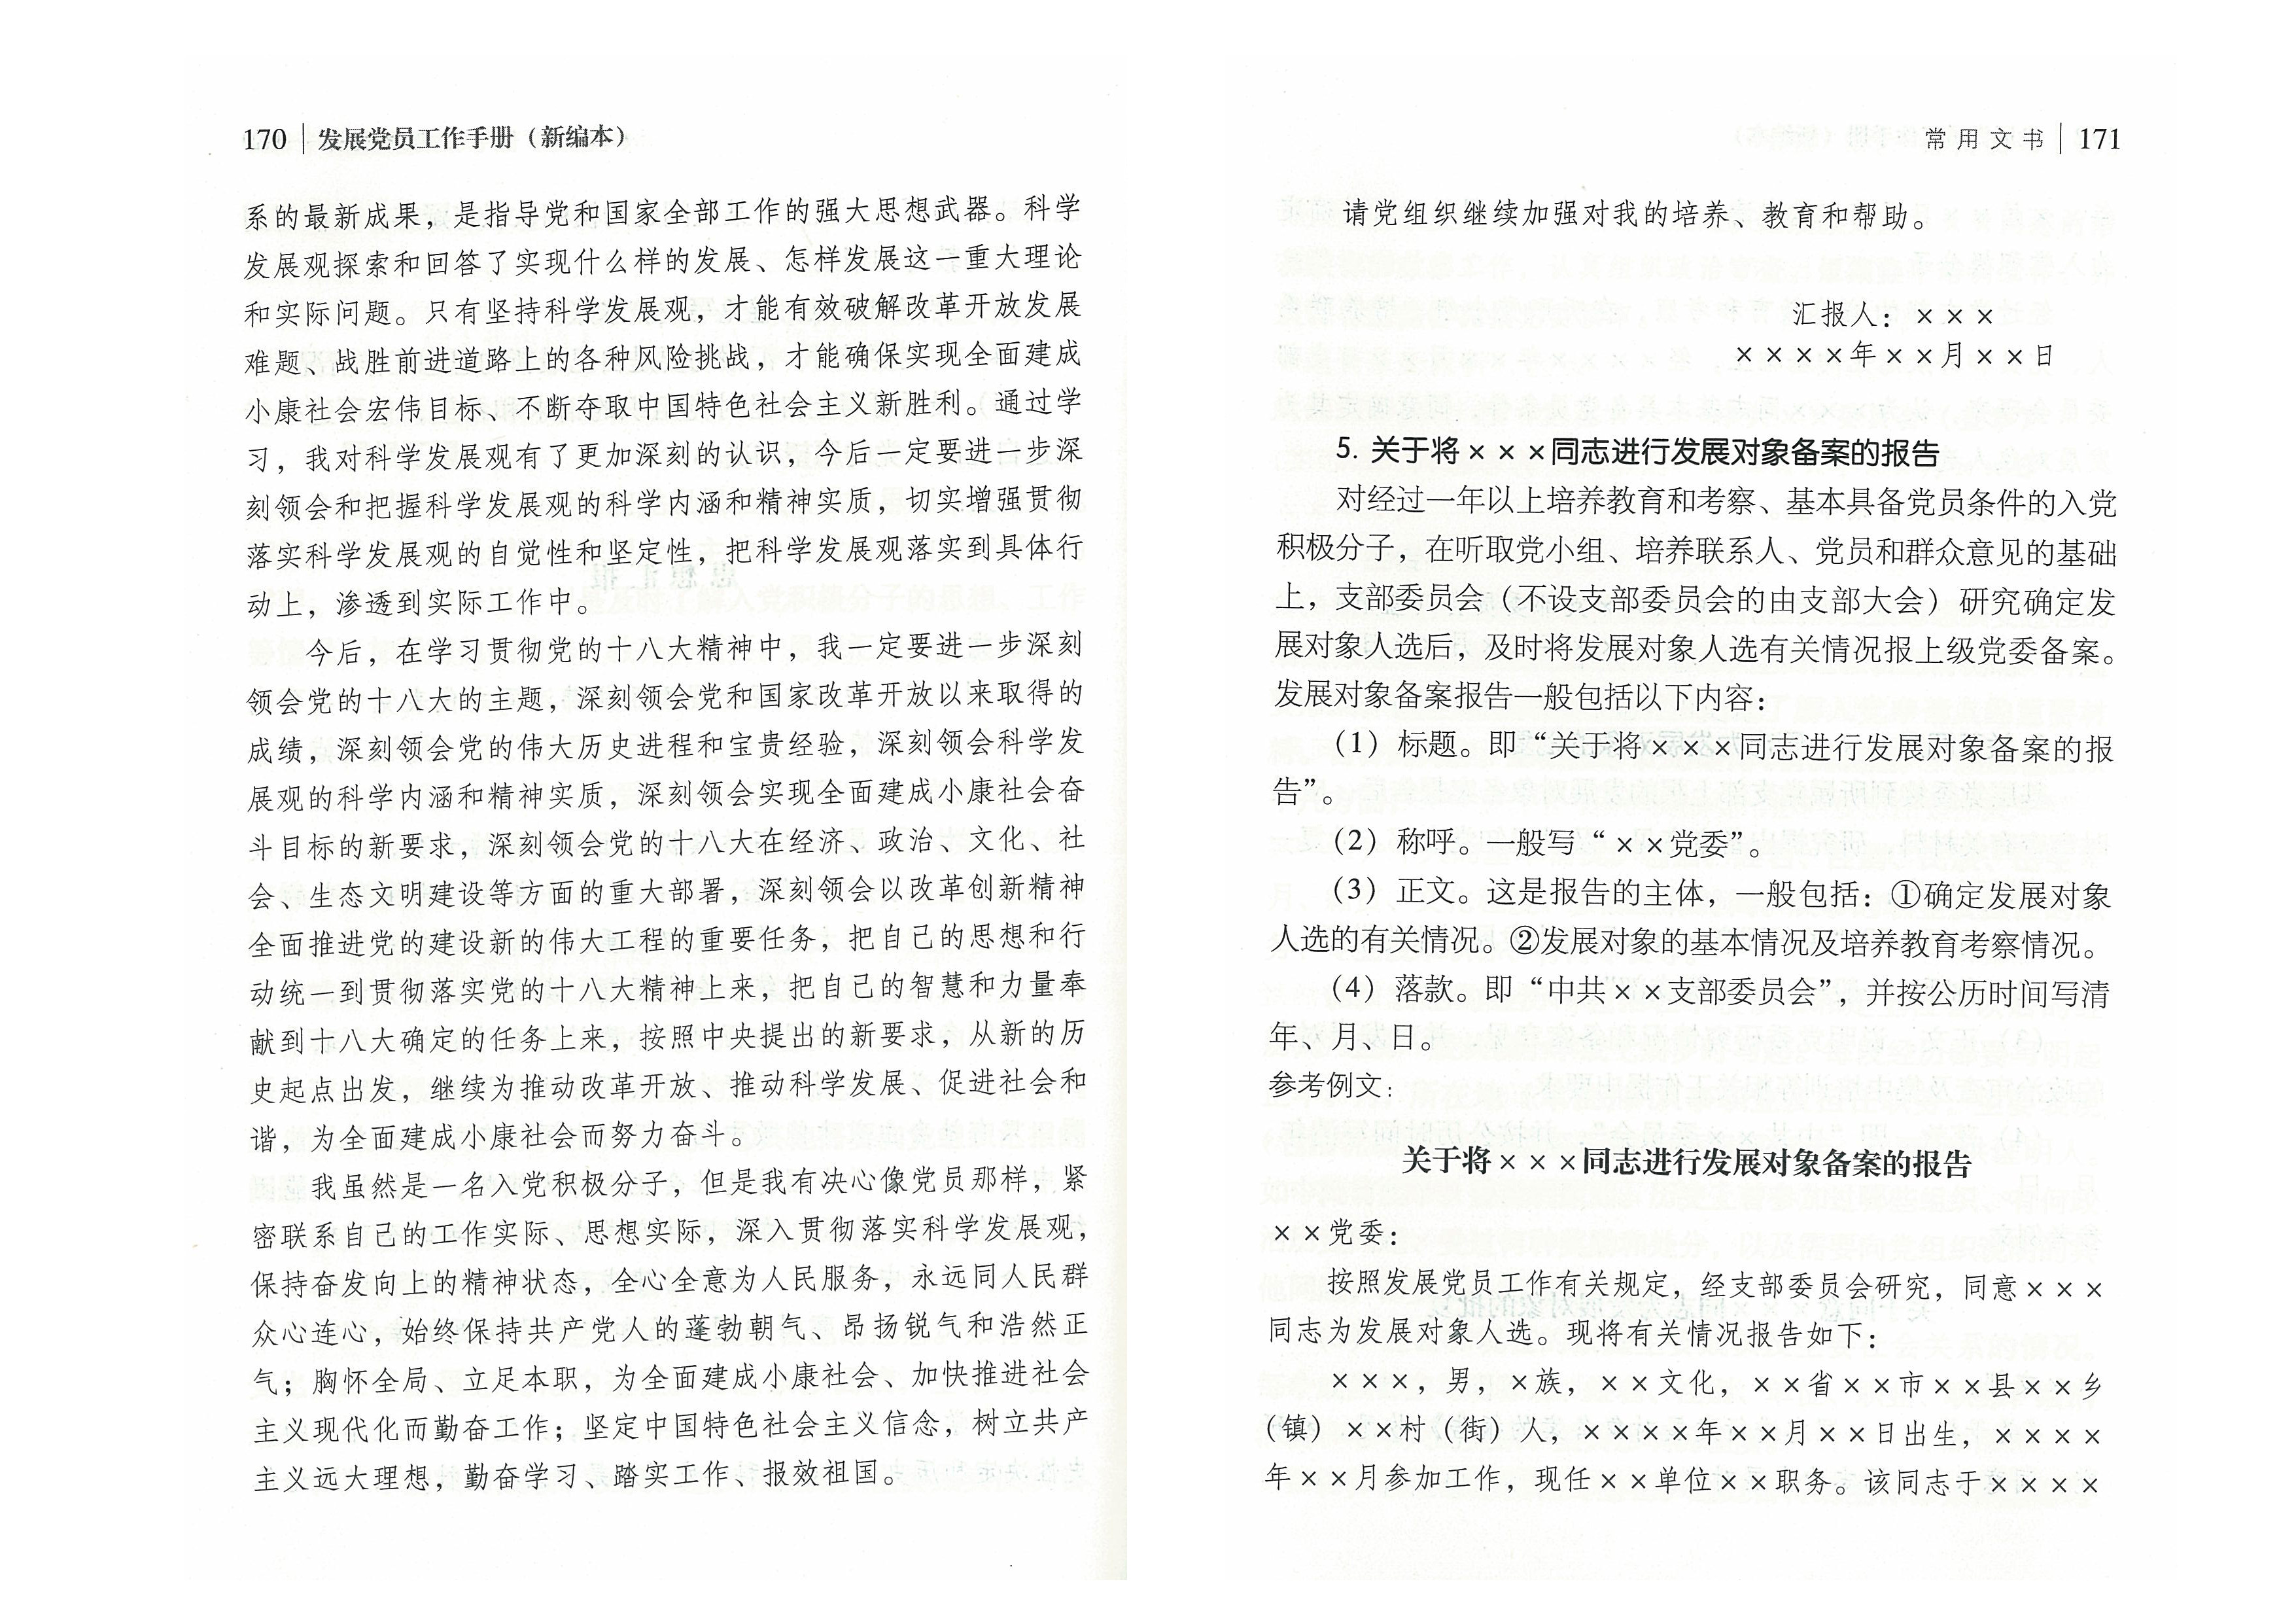 170 | 发展党员工作手册（新编本）
系的最新成果，是指导党和国家全部工作的强大思想武器。科学
发展观探索和回答了实现什么样的发展、怎样发展这一重大理论
和实际问题。只有坚持科学发展观，才能有效破解改革开放发展
难题、战胜前进道路上的各种风险挑战，才能确保实现全面建成
小康社会宏伟目标、不断夺取中国特色社会主义新胜利。通过学
习，我对科学发展观有了更加深刻的认识，今后一定要进一步深
刻领会和把握科学发展观的科学内涵和精神实质，切实增强贯彻
落实科学发展观的自觉性和坚定性，把科学发展观落实到具体行
动上，渗透到实际工作中。
今后，在学习贯彻党的十八大精神中，我一定要进一步深刻
领会党的十八大的主题，深刻领会党和国家改革开放以来取得的
成绩，深刻领会党的伟大历史进程和宝贵经验，深刻领会科学发
展观的科学内涵和精神实质，深刻领会实现全面建成小康社会奋
斗目标的新要求，深刻领会党的十八大在经济、政治、文化、社
会、生态文明建设等方面的重大部署，深刻领会以改革创新精神
全面推进党的建设新的伟大工程的重要任务，把自己的思想和行
动统一到贯彻落实党的十八大精神上来，把自己的智慧和力量奉
献到十八大确定的任务上来，按照中央提出的新要求，从新的历
史起点出发，继续为推动改革开放、推动科学发展、促进社会和
谐，为全面建成小康社会而努力奋斗。
我虽然是一名入党积极分子，但是我有决心像党员那样，紧
密联系自己的工作实际、思想实际，深入贯彻落实科学发展观，
保持奋发向上的精神状态，全心全意为人民服务，永远同人民群
众心连心，始终保持共产党人的蓬勃朝气、昂扬锐气和浩然正
气；胸怀全局、立足本职，为全面建成小康社会、加快推进社会
主义现代化而勤奋工作；坚定中国特色社会主义信念，树立共产
主义远大理想，勤奋学习、踏实工作、报效祖国。
常用文书 | 171
请党组织继续加强对我的培养、教育和帮助。
汇报人：×××
××××年××月××日
5. 关于将×××同志进行发展对象备案的报告
对经过一年以上培养教育和考察、基本具备党员条件的入党
积极分子，在听取党小组、培养联系人、党员和群众意见的基础
上，支部委员会（不设支部委员会的由支部大会）研究确定发
展对象人选后，及时将发展对象人选有关情况报上级党委备案。
发展对象备案报告一般包括以下内容：
（1）标题。即“关于将×××同志进行发展对象备案的报
告”。
（2）称呼。一般写“××党委”。
（3）正文。这是报告的主体，一般包括：①确定发展对象
人选的有关情况。②发展对象的基本情况及培养教育考察情况。
（4）落款。即“中共××支部委员会”，并按公历时间写清
年、月、日。
参考例文：
关于将×××同志进行发展对象备案的报告
××党委：
按照发展党员工作有关规定，经支部委员会研究，同意×××
同志为发展对象人选。现将有关情况报告如下：
×××，男，×族，××文化，××省××市××县××乡
（镇）××村（街）人，××××年××月××日出生，××××
年××月参加工作，现任××单位××职务。该同志于××××